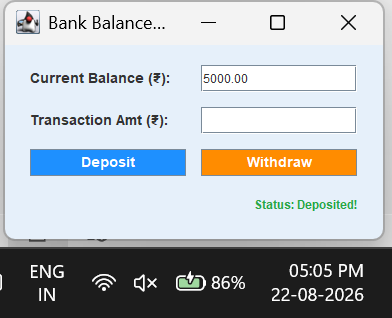 Bank Balance...
Current Balance (₹):
5000.00
Transaction Amt (₹):
Deposit
Withdraw
Status: Deposited!
ENG
IN
86%
05:05 PM
22-08-2026